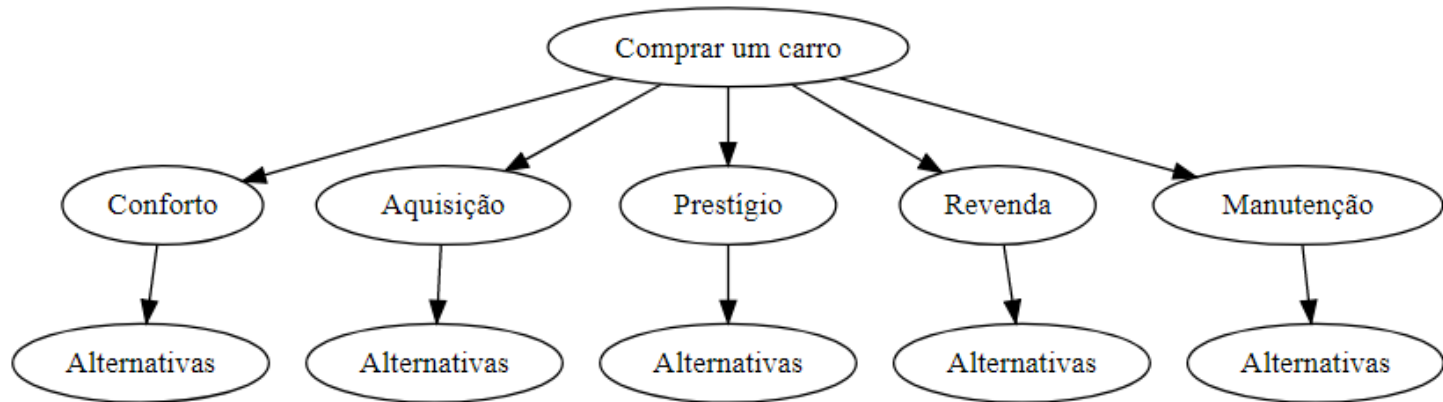 Comprar um carro
Conforto
Aquisição
Prestígio
Revenda
Manutenção
Alternativas
Alternativas
Alternativas
Alternativas
Alternativas